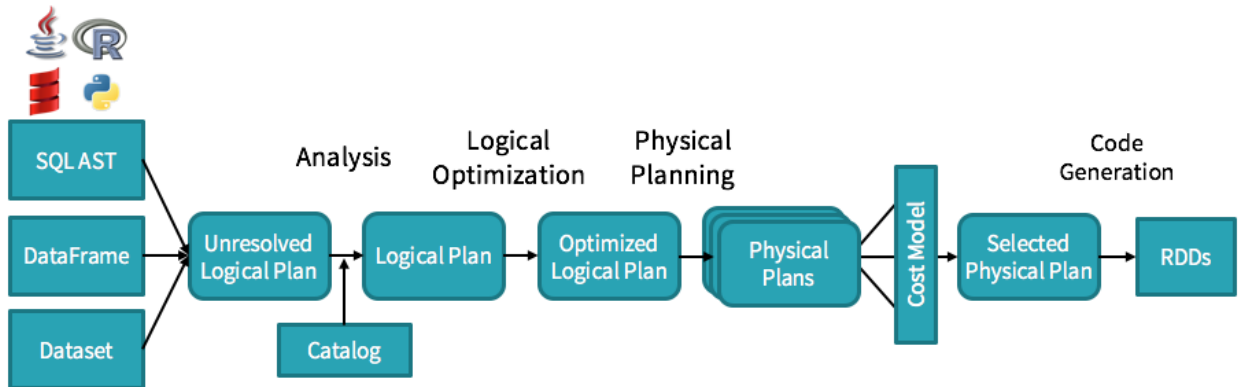 R
SQL AST
DataFrame
Dataset
Analysis
Logical
Optimization
Physical
Planning
Code
Generation
Unresolved
Logical Plan
Catalog
Logical Plan
Optimized
Logical Plan
Physical
Plans
Cost Model
Selected
Physical Plan
RDDs